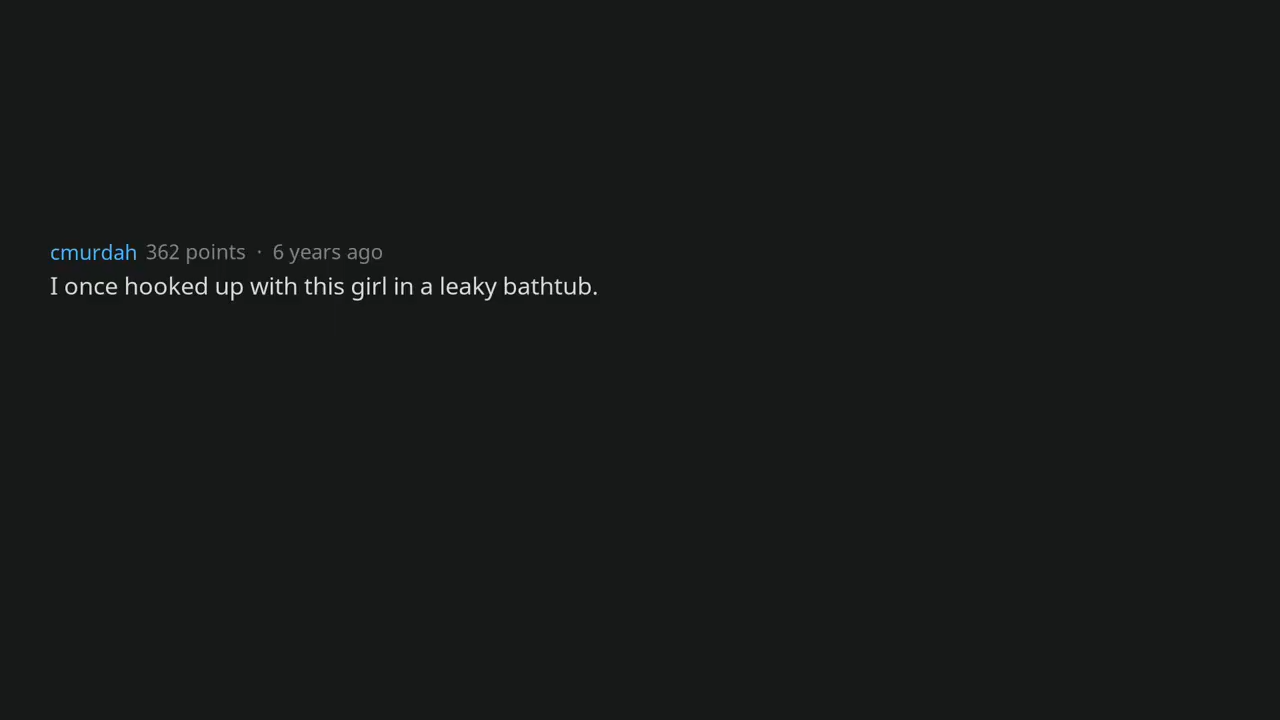 cmurdah 362 points · 6 years ago
I once hooked up with this girl in a leaky bathtub.